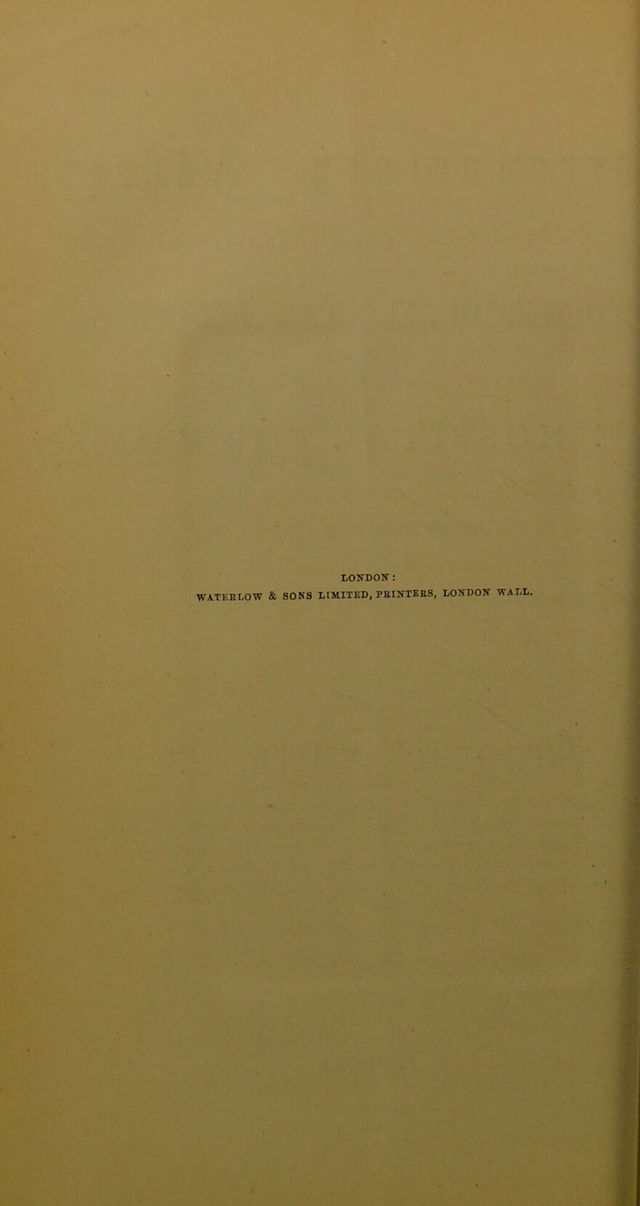 LONDON:
WATERLOW & SONS LIMITED, PRINTERS, LONDON WALL.